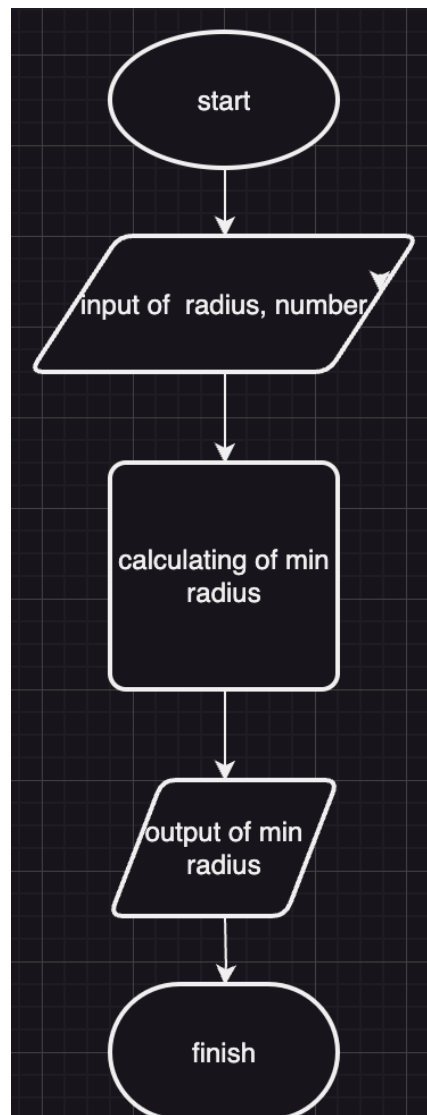 start
input of radius, number
calculating of min
radius
output of min
radius
finish